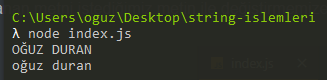 C:\Users\oguz\Desktop\string-islemleri
λ node index.js
OĞUZ DURAN
oğuz duran